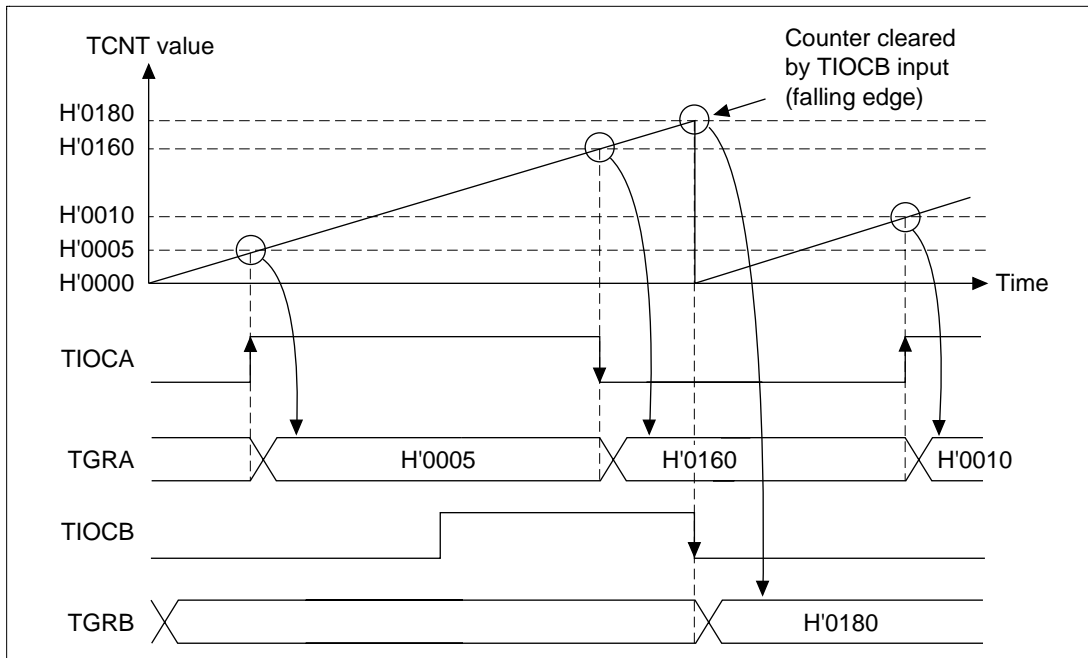 TCNT value
Counter cleared
by TIOCB input
(falling edge)
H'0180
H'0160
H'0010
H'0005
H'0000
Time
TIOCA
TGRA
H'0005
H'0160
H'0010
TIOCB
TGRB
H'0180